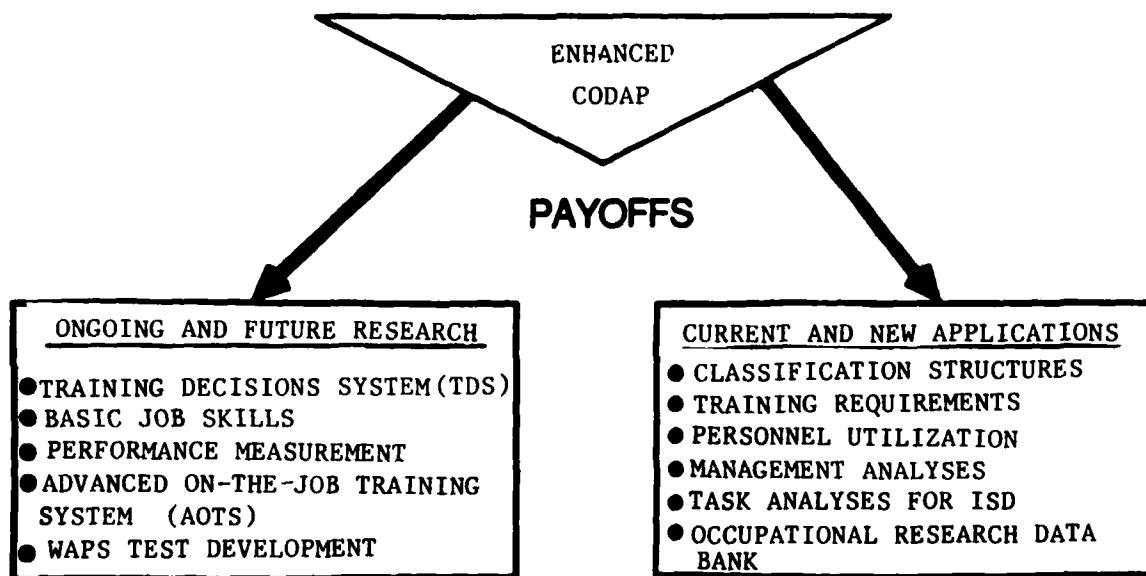 ENHANCED
CODAP
PAYOFFS
ONGOING AND FUTURE RESEARCH
●TRAINING DECISIONS SYSTEM(TDS)
●BASIC JOB SKILLS
●PERFORMANCE MEASUREMENT
●ADVANCED ON-THE-JOB TRAINING
SYSTEM (AOTS)
●WAPS TEST DEVELOPMENT
CURRENT AND NEW APPLICATIONS
●CLASSIFICATION STRUCTURES
●TRAINING REQUIREMENTS
●PERSONNEL UTILIZATION
●MANAGEMENT ANALYSES
●TASK ANALYSES FOR ISD
●OCCUPATIONAL RESEARCH DATA
BANK